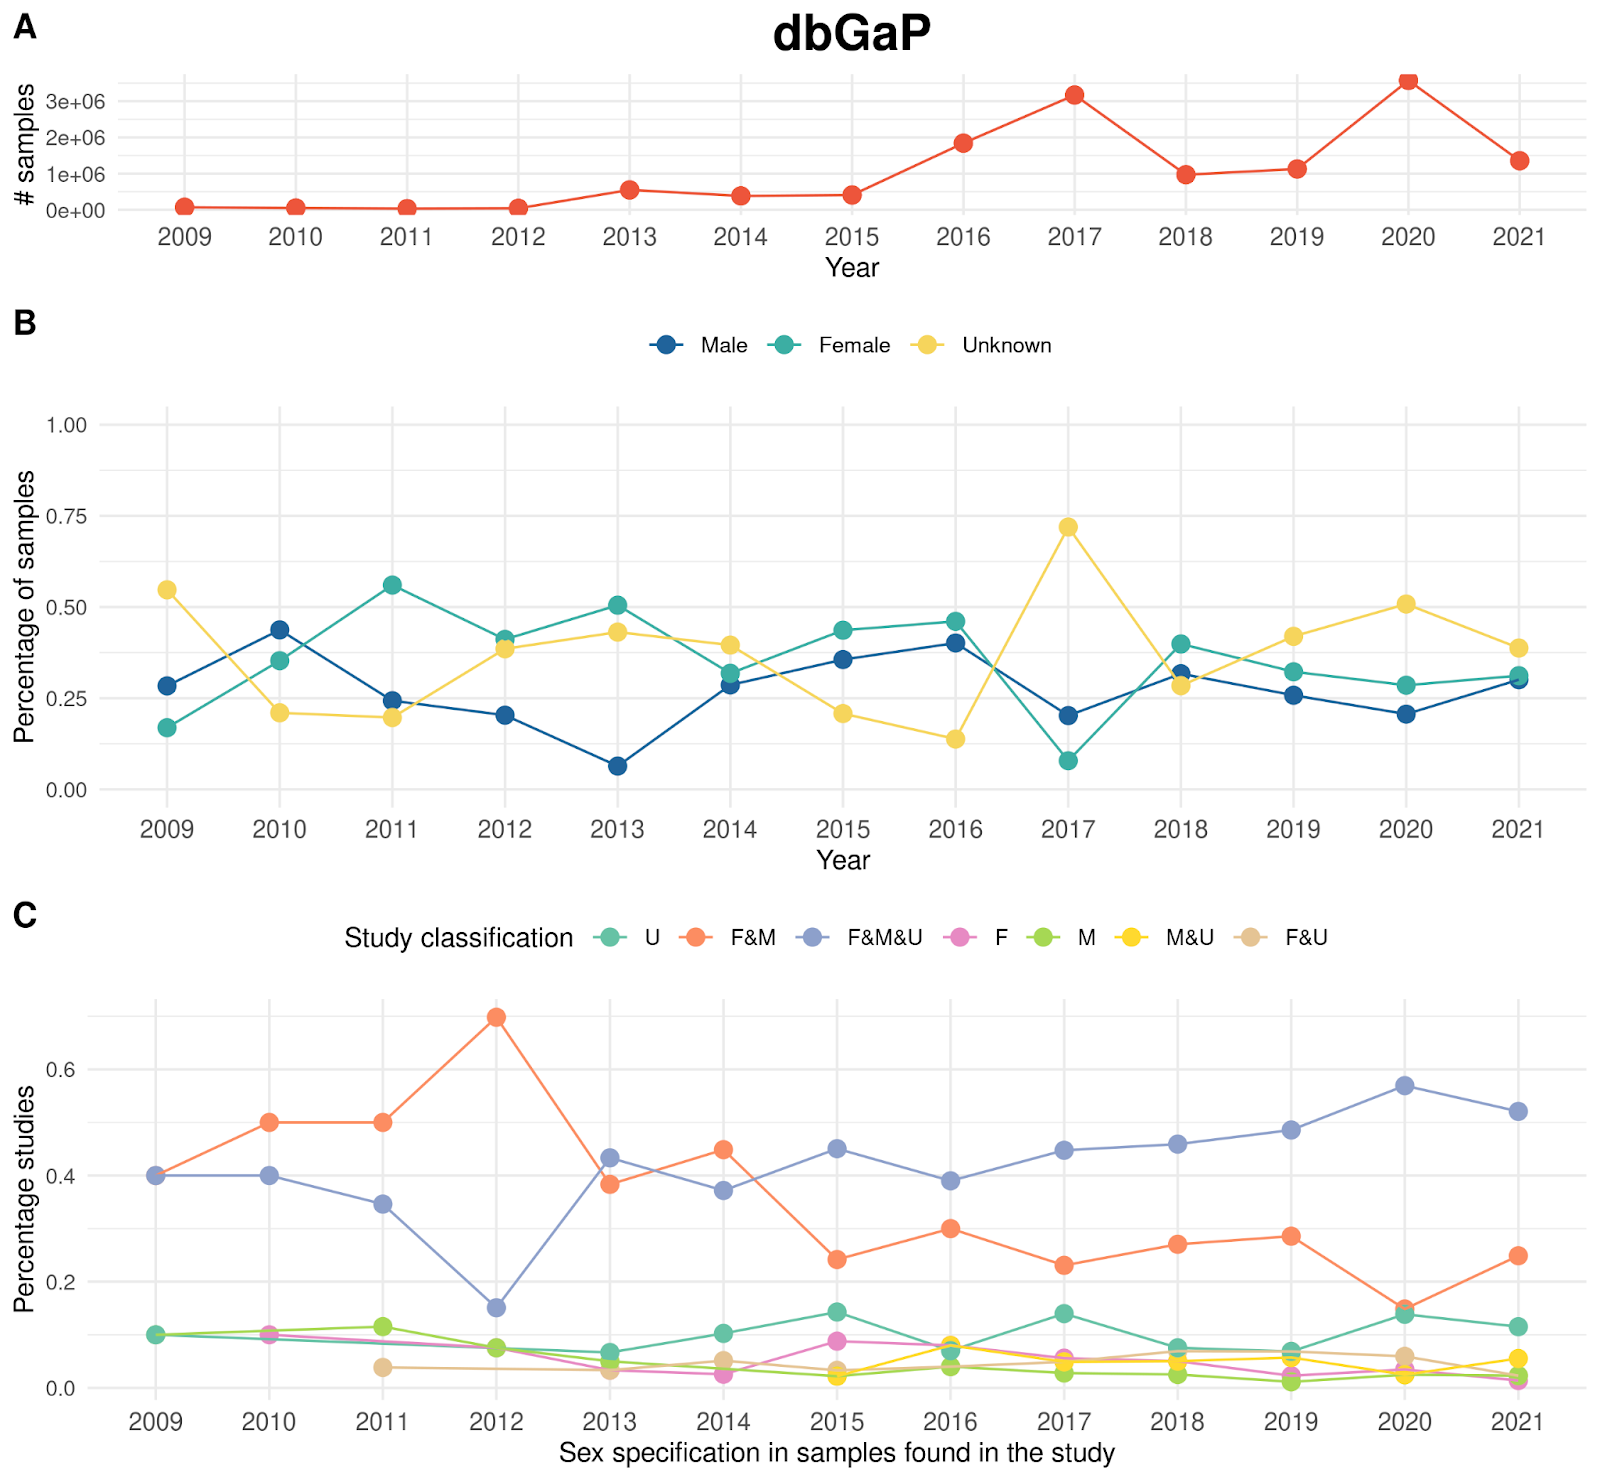 A
dbGaP
# samples
3e+06
2e+06
1e+06
0e+00
2009 2010 2011 2012 2013 2014 2015 2016 2017 2018 2019 2020 2021
Year
B
Male Female Unknown
Percentage of samples
1.00
0.75
0.50
0.25
0.00
2009 2010 2011 2012 2013 2014 2015 2016 2017 2018 2019 2020 2021
Year
C
Study classification U F&M F&M&U F M M&U F&U
Percentage studies
0.6
0.4
0.2
0.0
2009 2010 2011 2012 2013 2014 2015 2016 2017 2018 2019 2020 2021
Sex specification in samples found in the study